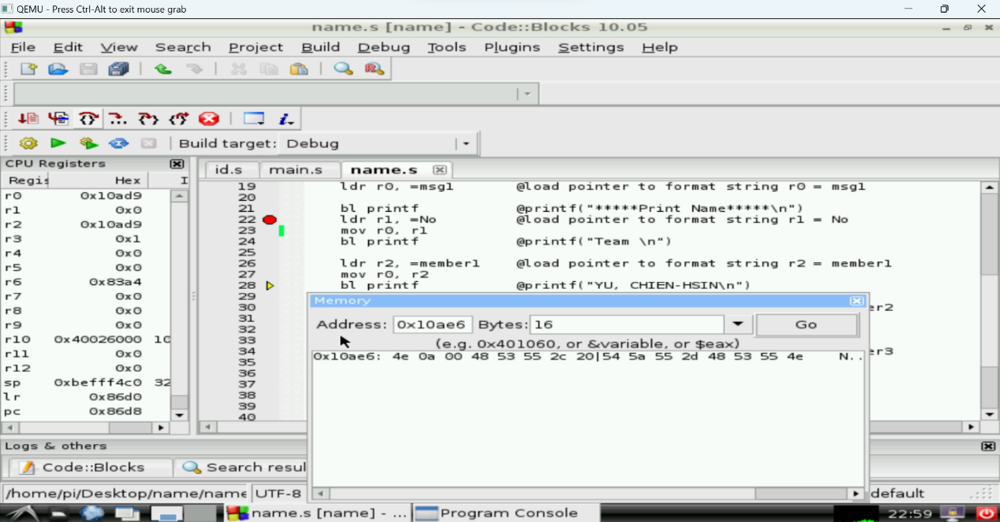 QEMU - Press Ctrl-Alt to exit mouse grab
name.s [name] - Code::Blocks 10.05
File Edit View Search Project Build Debug Tools Plugins Settings Help
Build target: Debug
CPU Registers
Regis Hex I
r0 0x10ad9
r1 0x0
r2 0x10ad9
r3 0x1
r4 0x0
r5 0x0
r6 0x83a4
r7 0x0
r8 0x0
r9 0x0
r10 0x40026000 10
r11 0x0
r12 0x0
sp 0xbefff4c0 32
lr 0x86d0
pc 0x86d8
id.s main.s name.s
19 ldr r0, =msg1 @load pointer to format string r0 = msg1
20
21 bl printf @printf("*****Print Name*****\n")
22 ldr r1, =No @load pointer to format string r1 = No
23 mov r0, r1
24 bl printf @printf("Team \n")
25
26 ldr r2, =member1 @load pointer to format string r2 = member1
27 mov r0, r2
28 bl printf @printf("YU, CHIEN-HSIN\n")
29
30 er2
31
32
33
34 er3
35
36
37
38
39
40
Memory
Address: 0x10ae6 Bytes: 16 Go
(e.g. 0x401060, or &variable, or $eax)
0x10ae6: 4e 0a 00 48 53 55 2c 20|54 5a 55 2d 48 53 55 4e N..
Logs & others
Code::Blocks Search resul
/home/pi/Desktop/name/name UTF-8 default
name.s [name] - ... Program Console 22:59